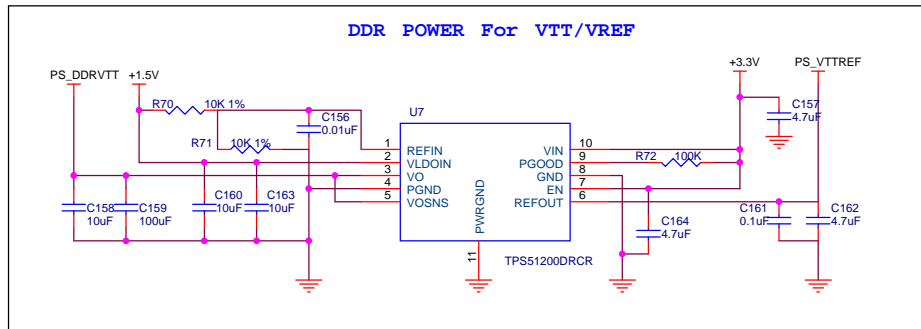 DDR POWER For VTT/VREF
PS_DDRVTT
+1.5V
+3.3V
PS_VTTREF
R70
10K 1%
C156
0.01uF
U7
C157
4.7uF
R71
10K 1%
1
REFIN
VIN
10
2
VLDOIN
PGOOD
9
R72
100K
3
VO
GND
8
4
PGND
EN
7
5
VOSNS
REFOUT
6
PWRGND
11
TPS51200DRCR
C158
10uF
C159
100uF
C160
10uF
C163
10uF
C164
4.7uF
C161
0.1uF
C162
4.7uF